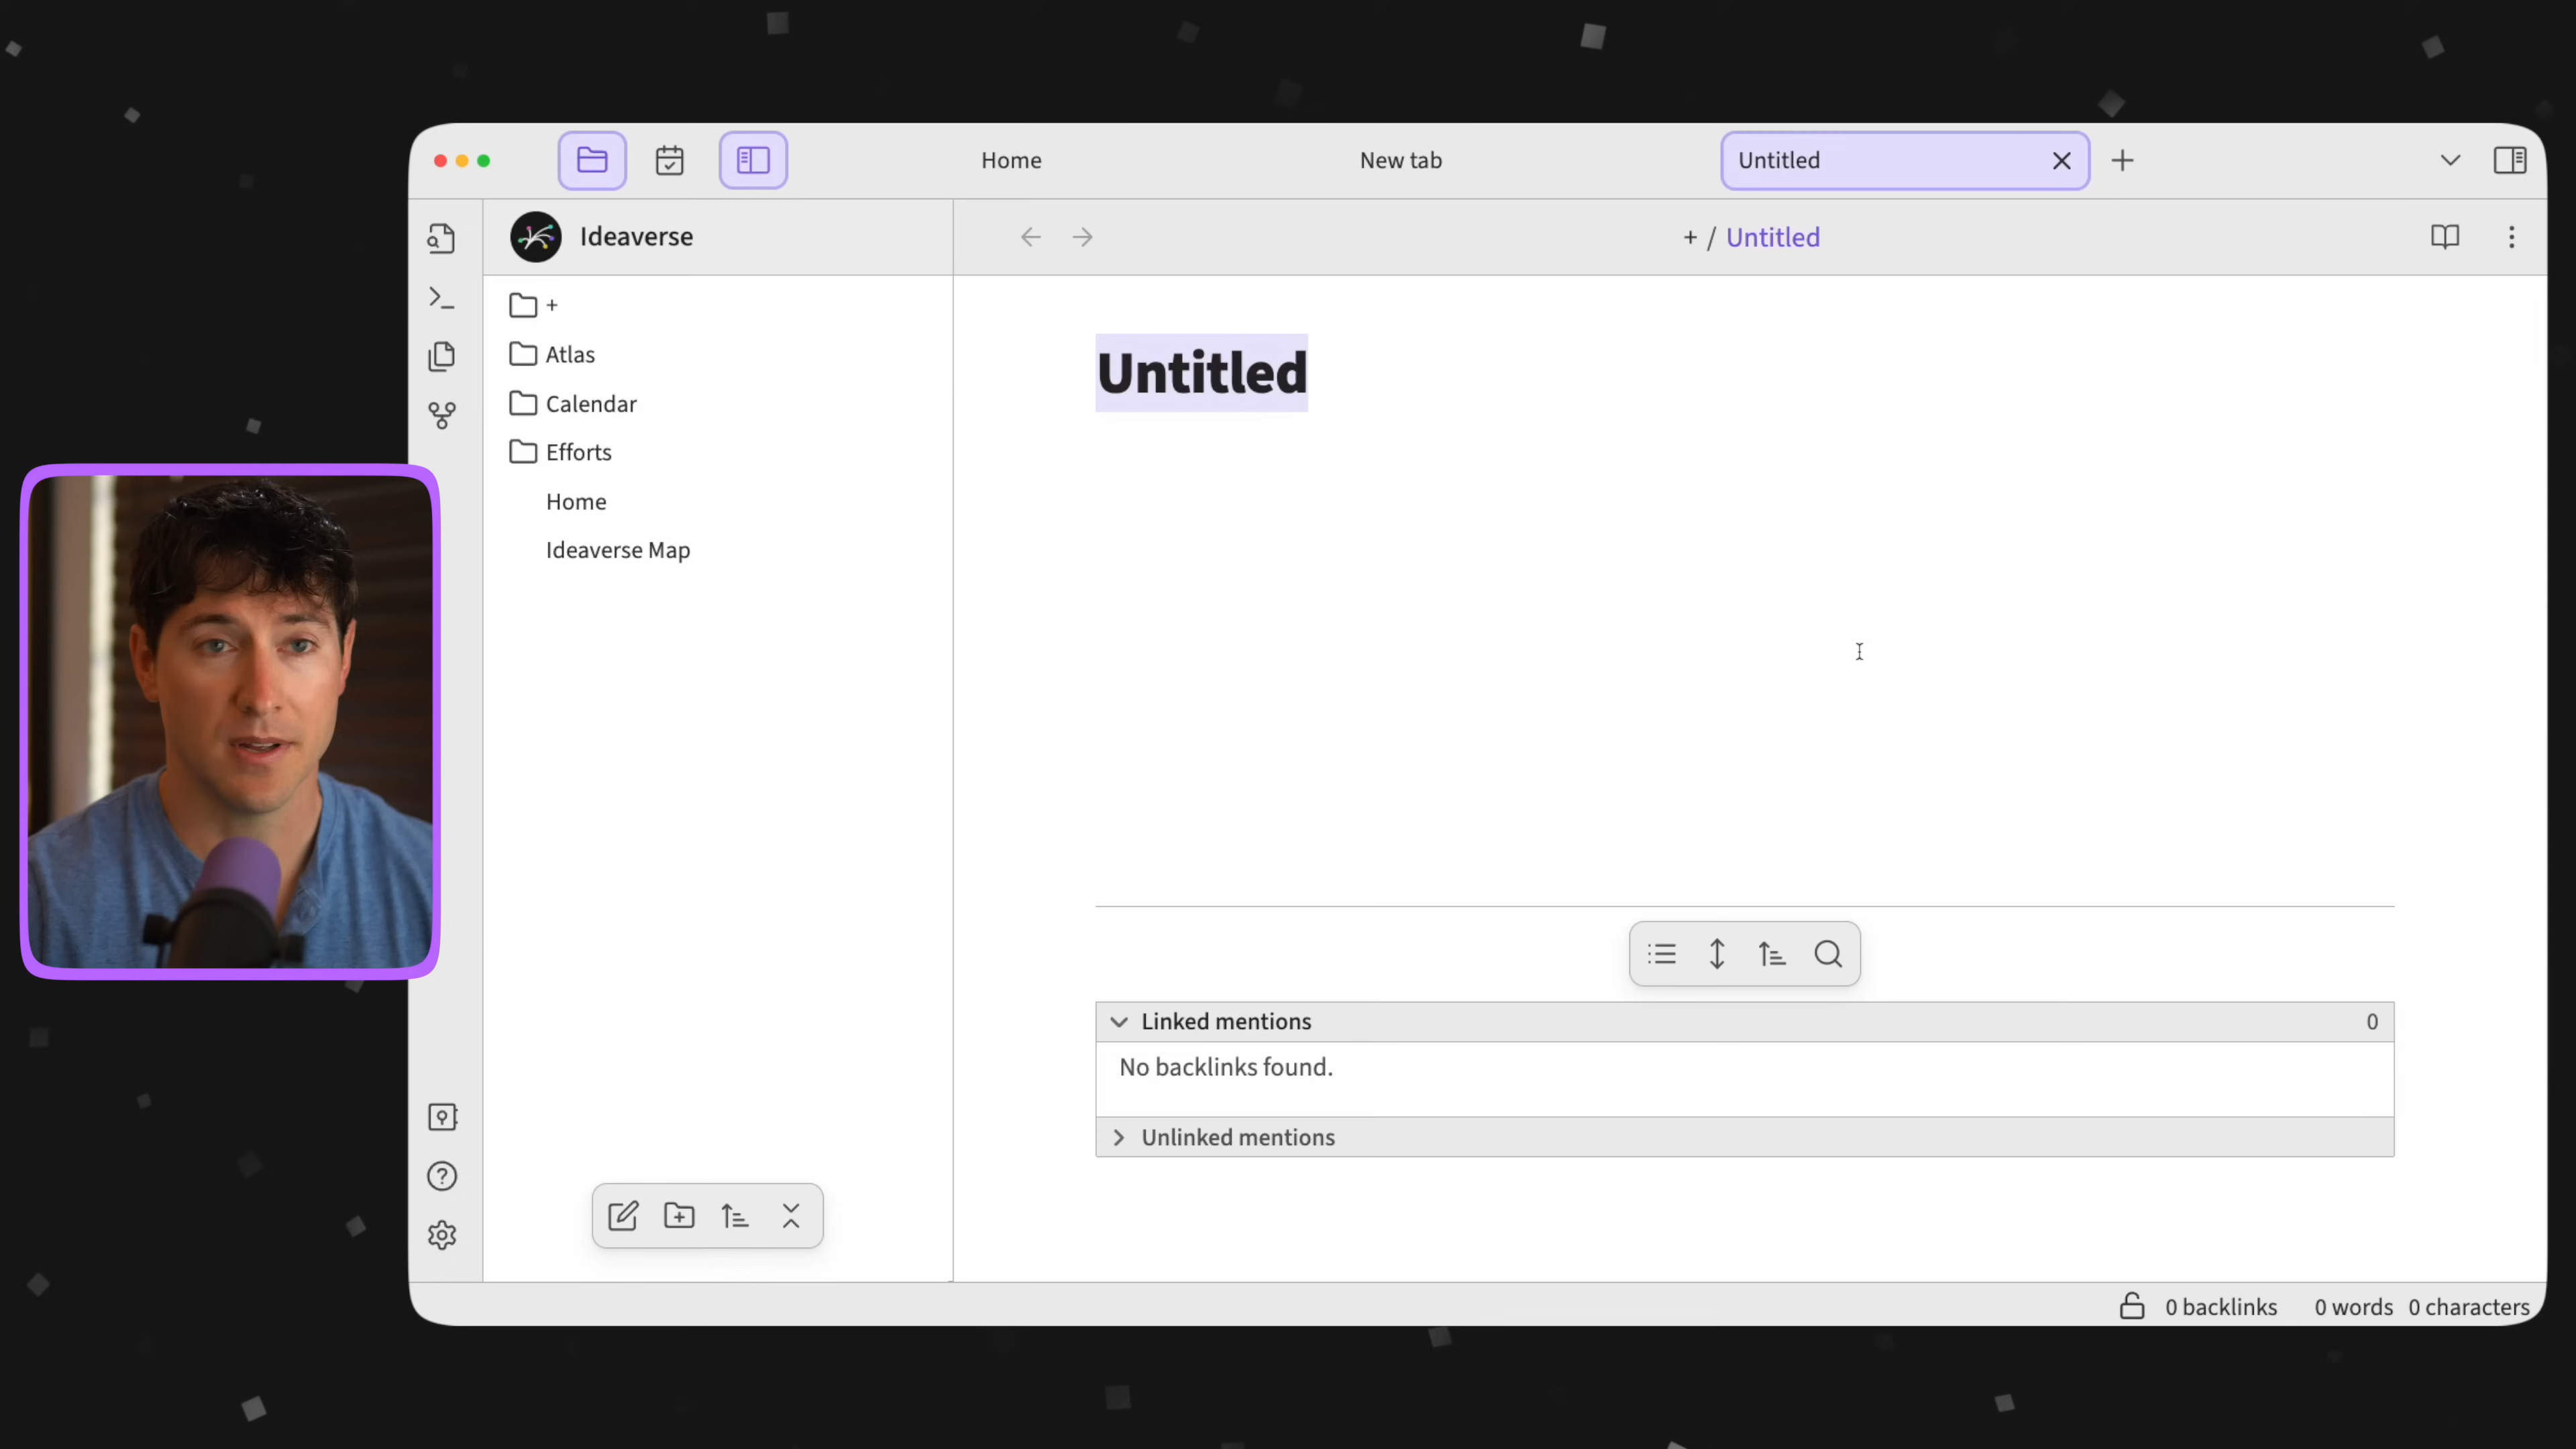 Home
New tab
Untitled
Ideaverse
+ / Untitled
+
Atlas
Calendar
Efforts
Home
Ideaverse Map
Untitled
Linked mentions
0
No backlinks found.
Unlinked mentions
0 backlinks
0 words
0 characters